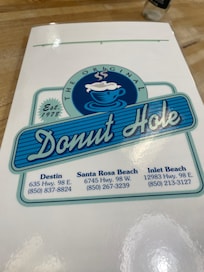 THE ORIGINAL
Est. 1978
Donut Hole
Destin
635 Hwy. 98 E.
(850) 837-8824
Santa Rosa Beach
6745 Hwy. 98 W.
(850) 267-3239
Inlet Beach
12983 Hwy. 98 E.
(850) 213-3127